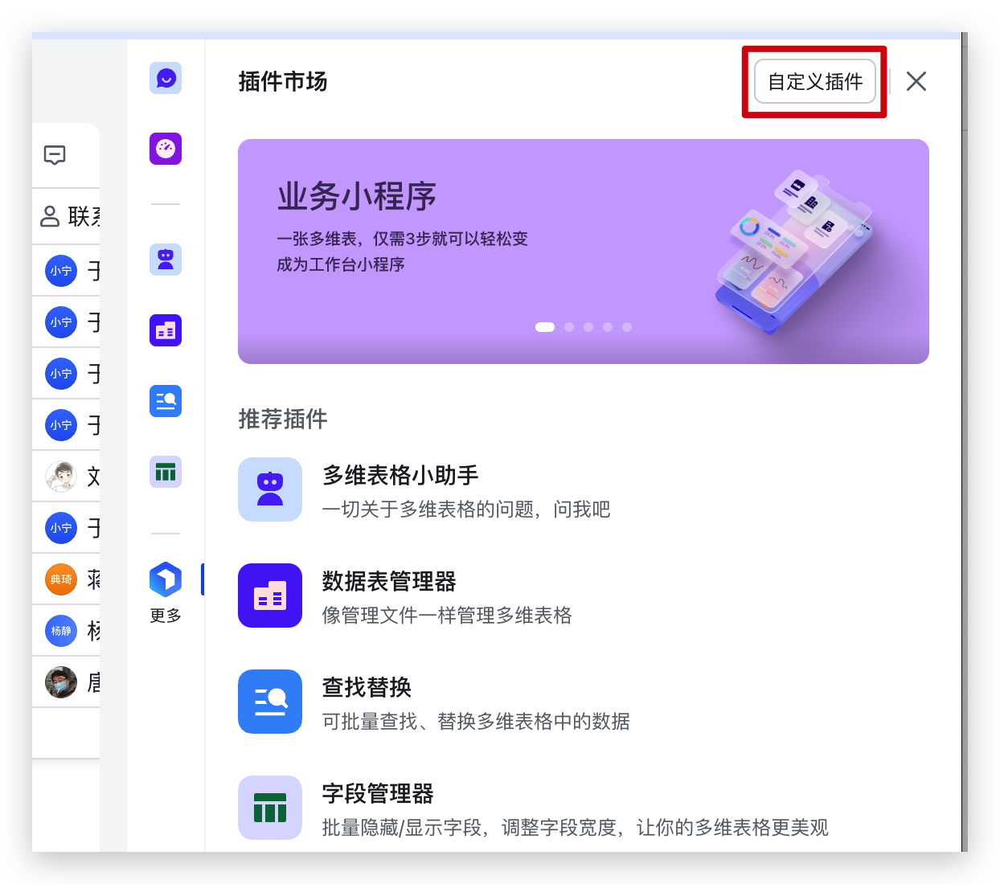 插件市场
自定义插件
业务小程序
一张多维表，仅需3步就可以轻松变
成为工作台小程序
联系
小宁 于
小宁 于
小宁 于
小宁 于
刘
小宁 于
典琦 蒋
杨静 杨
唐
更多
推荐插件
多维表格小助手
一切关于多维表格的问题，问我吧
数据表管理器
像管理文件一样管理多维表格
查找替换
可批量查找、替换多维表格中的数据
字段管理器
批量隐藏/显示字段，调整字段宽度，让你的多维表格更美观